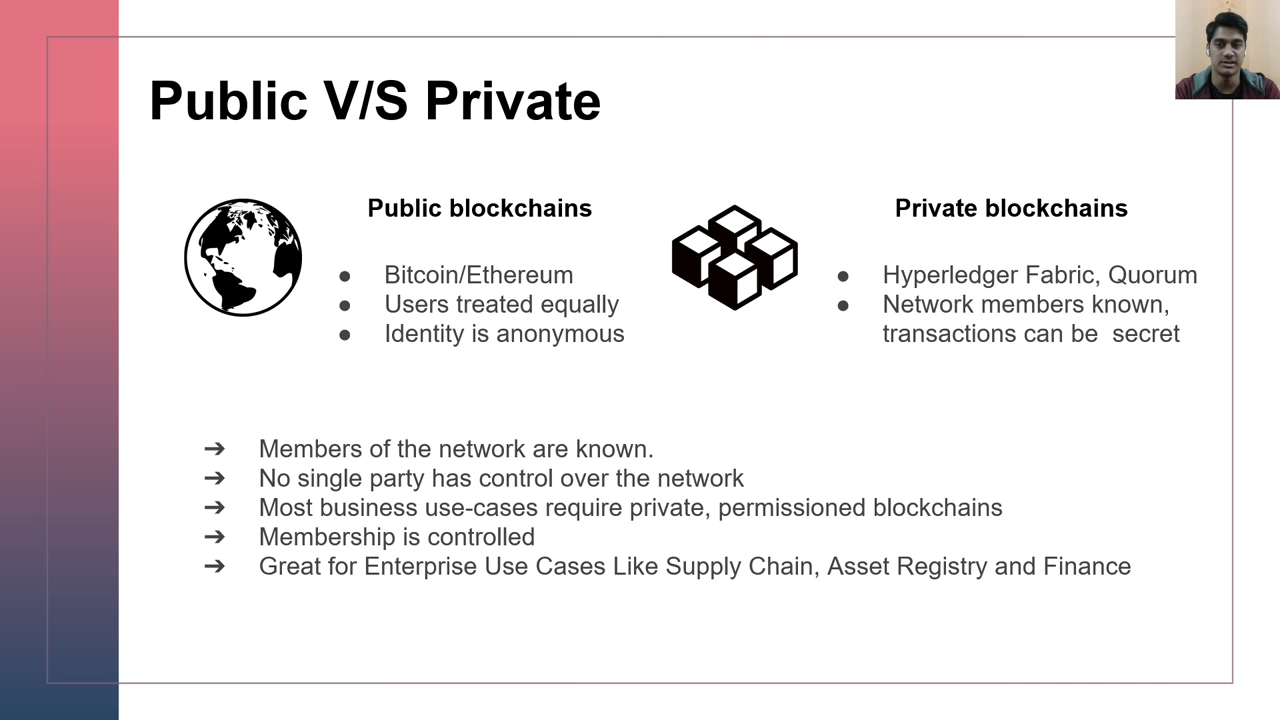 Public V/S Private
Public blockchains
● Bitcoin/Ethereum
● Users treated equally
● Identity is anonymous
Private blockchains
● Hyperledger Fabric, Quorum
● Network members known,
transactions can be  secret
➔ Members of the network are known.
➔ No single party has control over the network
➔ Most business use-cases require private, permissioned blockchains
➔ Membership is controlled
➔ Great for Enterprise Use Cases Like Supply Chain, Asset Registry and Finance